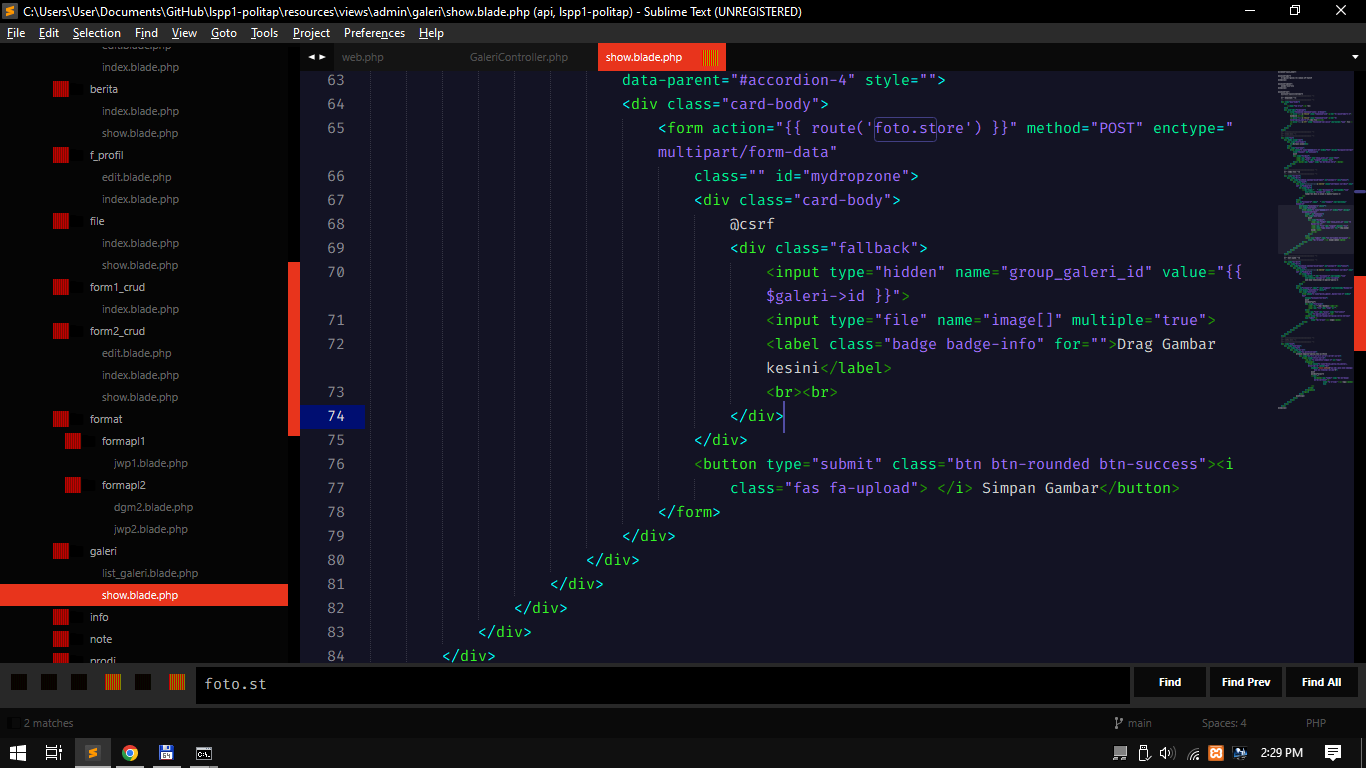 C:\Users\User\Documents\GitHub\lspp1-politap\resources\views\admin\galeri\show.blade.php (api, lspp1-politap) - Sublime Text (UNREGISTERED)
File Edit Selection Find View Goto Tools Project Preferences Help
edit.blade.php
index.blade.php
berita
index.blade.php
show.blade.php
f_profil
edit.blade.php
index.blade.php
file
index.blade.php
show.blade.php
form1_crud
index.blade.php
form2_crud
edit.blade.php
index.blade.php
show.blade.php
format
formapl1
jwp1.blade.php
formapl2
dgm2.blade.php
jwp2.blade.php
galeri
list_galeri.blade.php
show.blade.php
info
note
prodi
web.php GaleriController.php show.blade.php
63 data-parent="#accordion-4" style="">
64 <div class="card-body">
65 <form action="{{ route('foto.store') }}" method="POST" enctype="
multipart/form-data"
66 class="" id="mydropzone">
67 <div class="card-body">
68 @csrf
69 <div class="fallback">
70 <input type="hidden" name="group_galeri_id" value="{{
$galeri->id }}">
71 <input type="file" name="image[]" multiple="true">
72 <label class="badge badge-info" for="">Drag Gambar
kesini</label>
73 <br><br>
74 </div>
75 </div>
76 <button type="submit" class="btn btn-rounded btn-success"><i
77 class="fas fa-upload"> </i> Simpan Gambar</button>
78 </form>
79 </div>
80 </div>
81 </div>
82 </div>
83 </div>
84 </div>
foto.st
Find Find Prev Find All
2 matches main Spaces: 4 PHP
2:29 PM